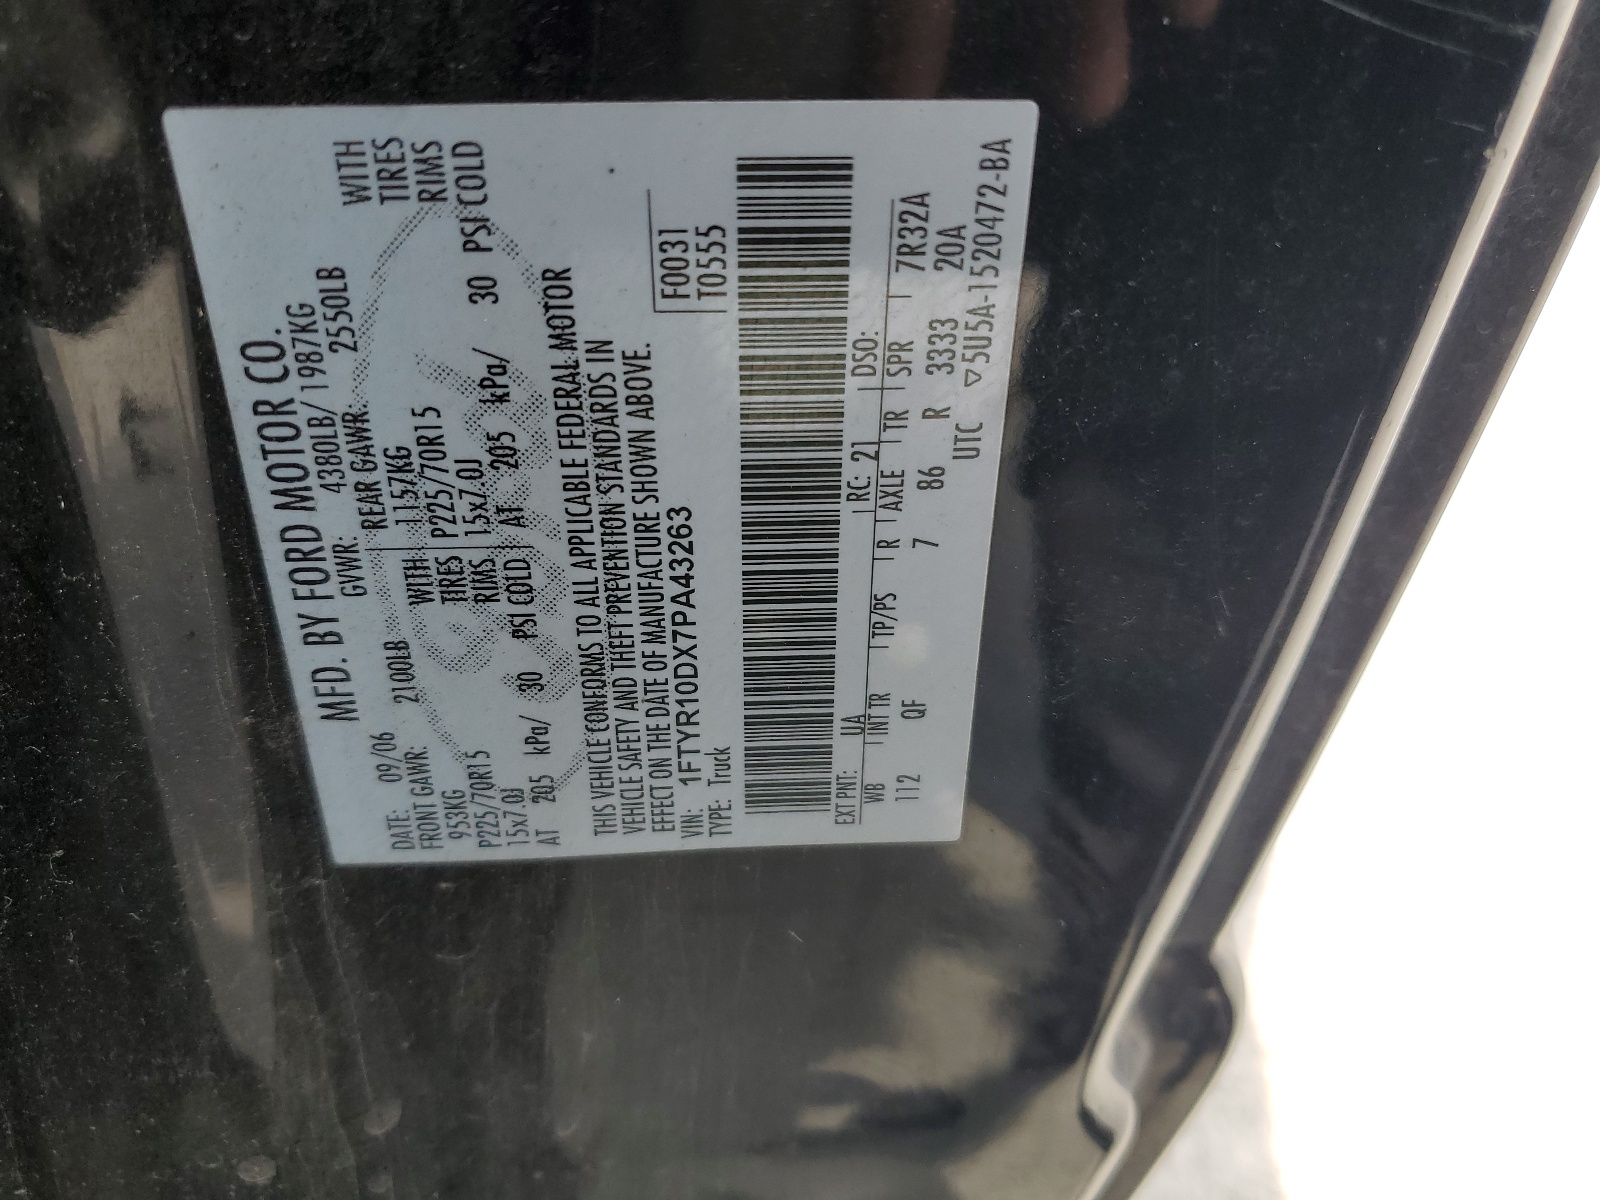 MFD. BY FORD MOTOR CO.
DATE: 09/06 GVWR: 4380LB/ 1987KG
FRONT GAWR: 2100LB REAR GAWR: 2550LB
953KG WITH 1157KG WITH
P225/70R15 TIRES P225/70R15 TIRES
15x7.0J RIMS 15x7.0J RIMS
AT 205 kPa/ 30 PSI COLD AT 205 kPa/ 30 PSI COLD
THIS VEHICLE CONFORMS TO ALL APPLICABLE FEDERAL MOTOR
VEHICLE SAFETY AND THEFT PREVENTION STANDARDS IN
EFFECT ON THE DATE OF MANUFACTURE SHOWN ABOVE.
VIN: 1FTYR10DX7PA43263 F0031
TYPE: Truck T0555
EXT PNT: UA RC: 21 DSO:
WB INT TR TP/PS R AXLE TR SPR 7R32A
112 QF 7 86 R 3333 20A
UTC ▽5U5A-1520472-BA